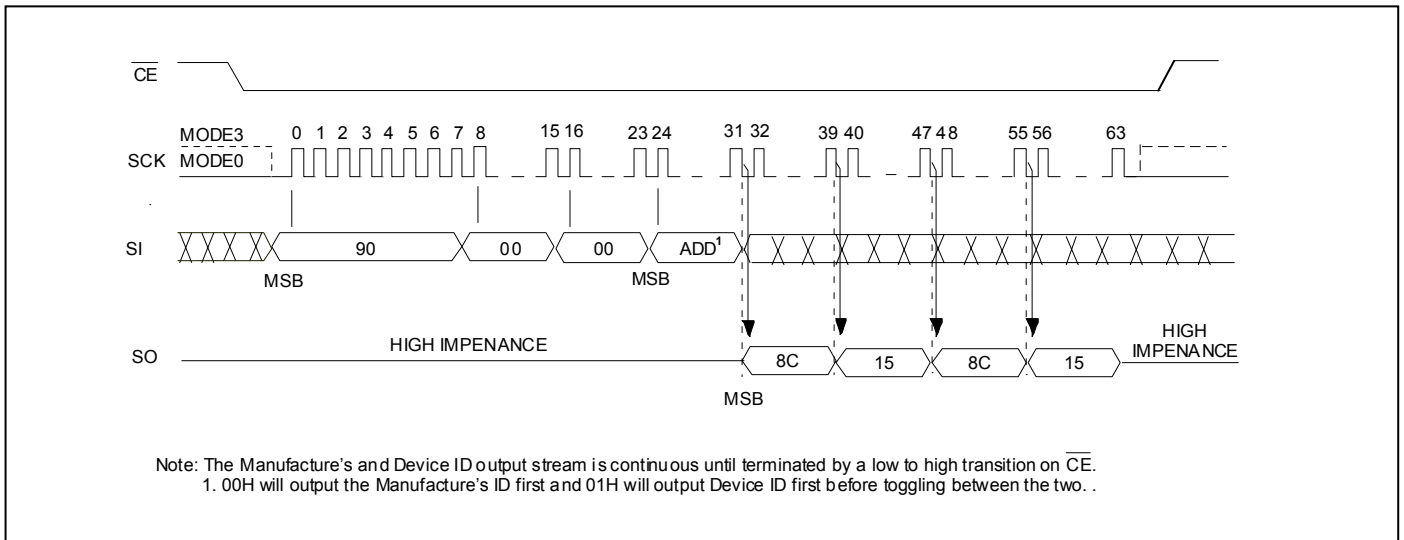 CE
MODE3 0 1 2 3 4 5 6 7 8 15 16 23 24 31 32 39 40 47 48 55 56 63
SCK MODE0
SI 90 00 00 ADD1
MSB MSB
HIGH IMPENANCE HIGH IMPENANCE
SO 8C 15 8C 15
MSB
Note: The Manufacture's and Device ID output stream is continuous until terminated by a low to high transition on CE.
1. 00H will output the Manufacture's ID first and 01H will output Device ID first before toggling between the two. .